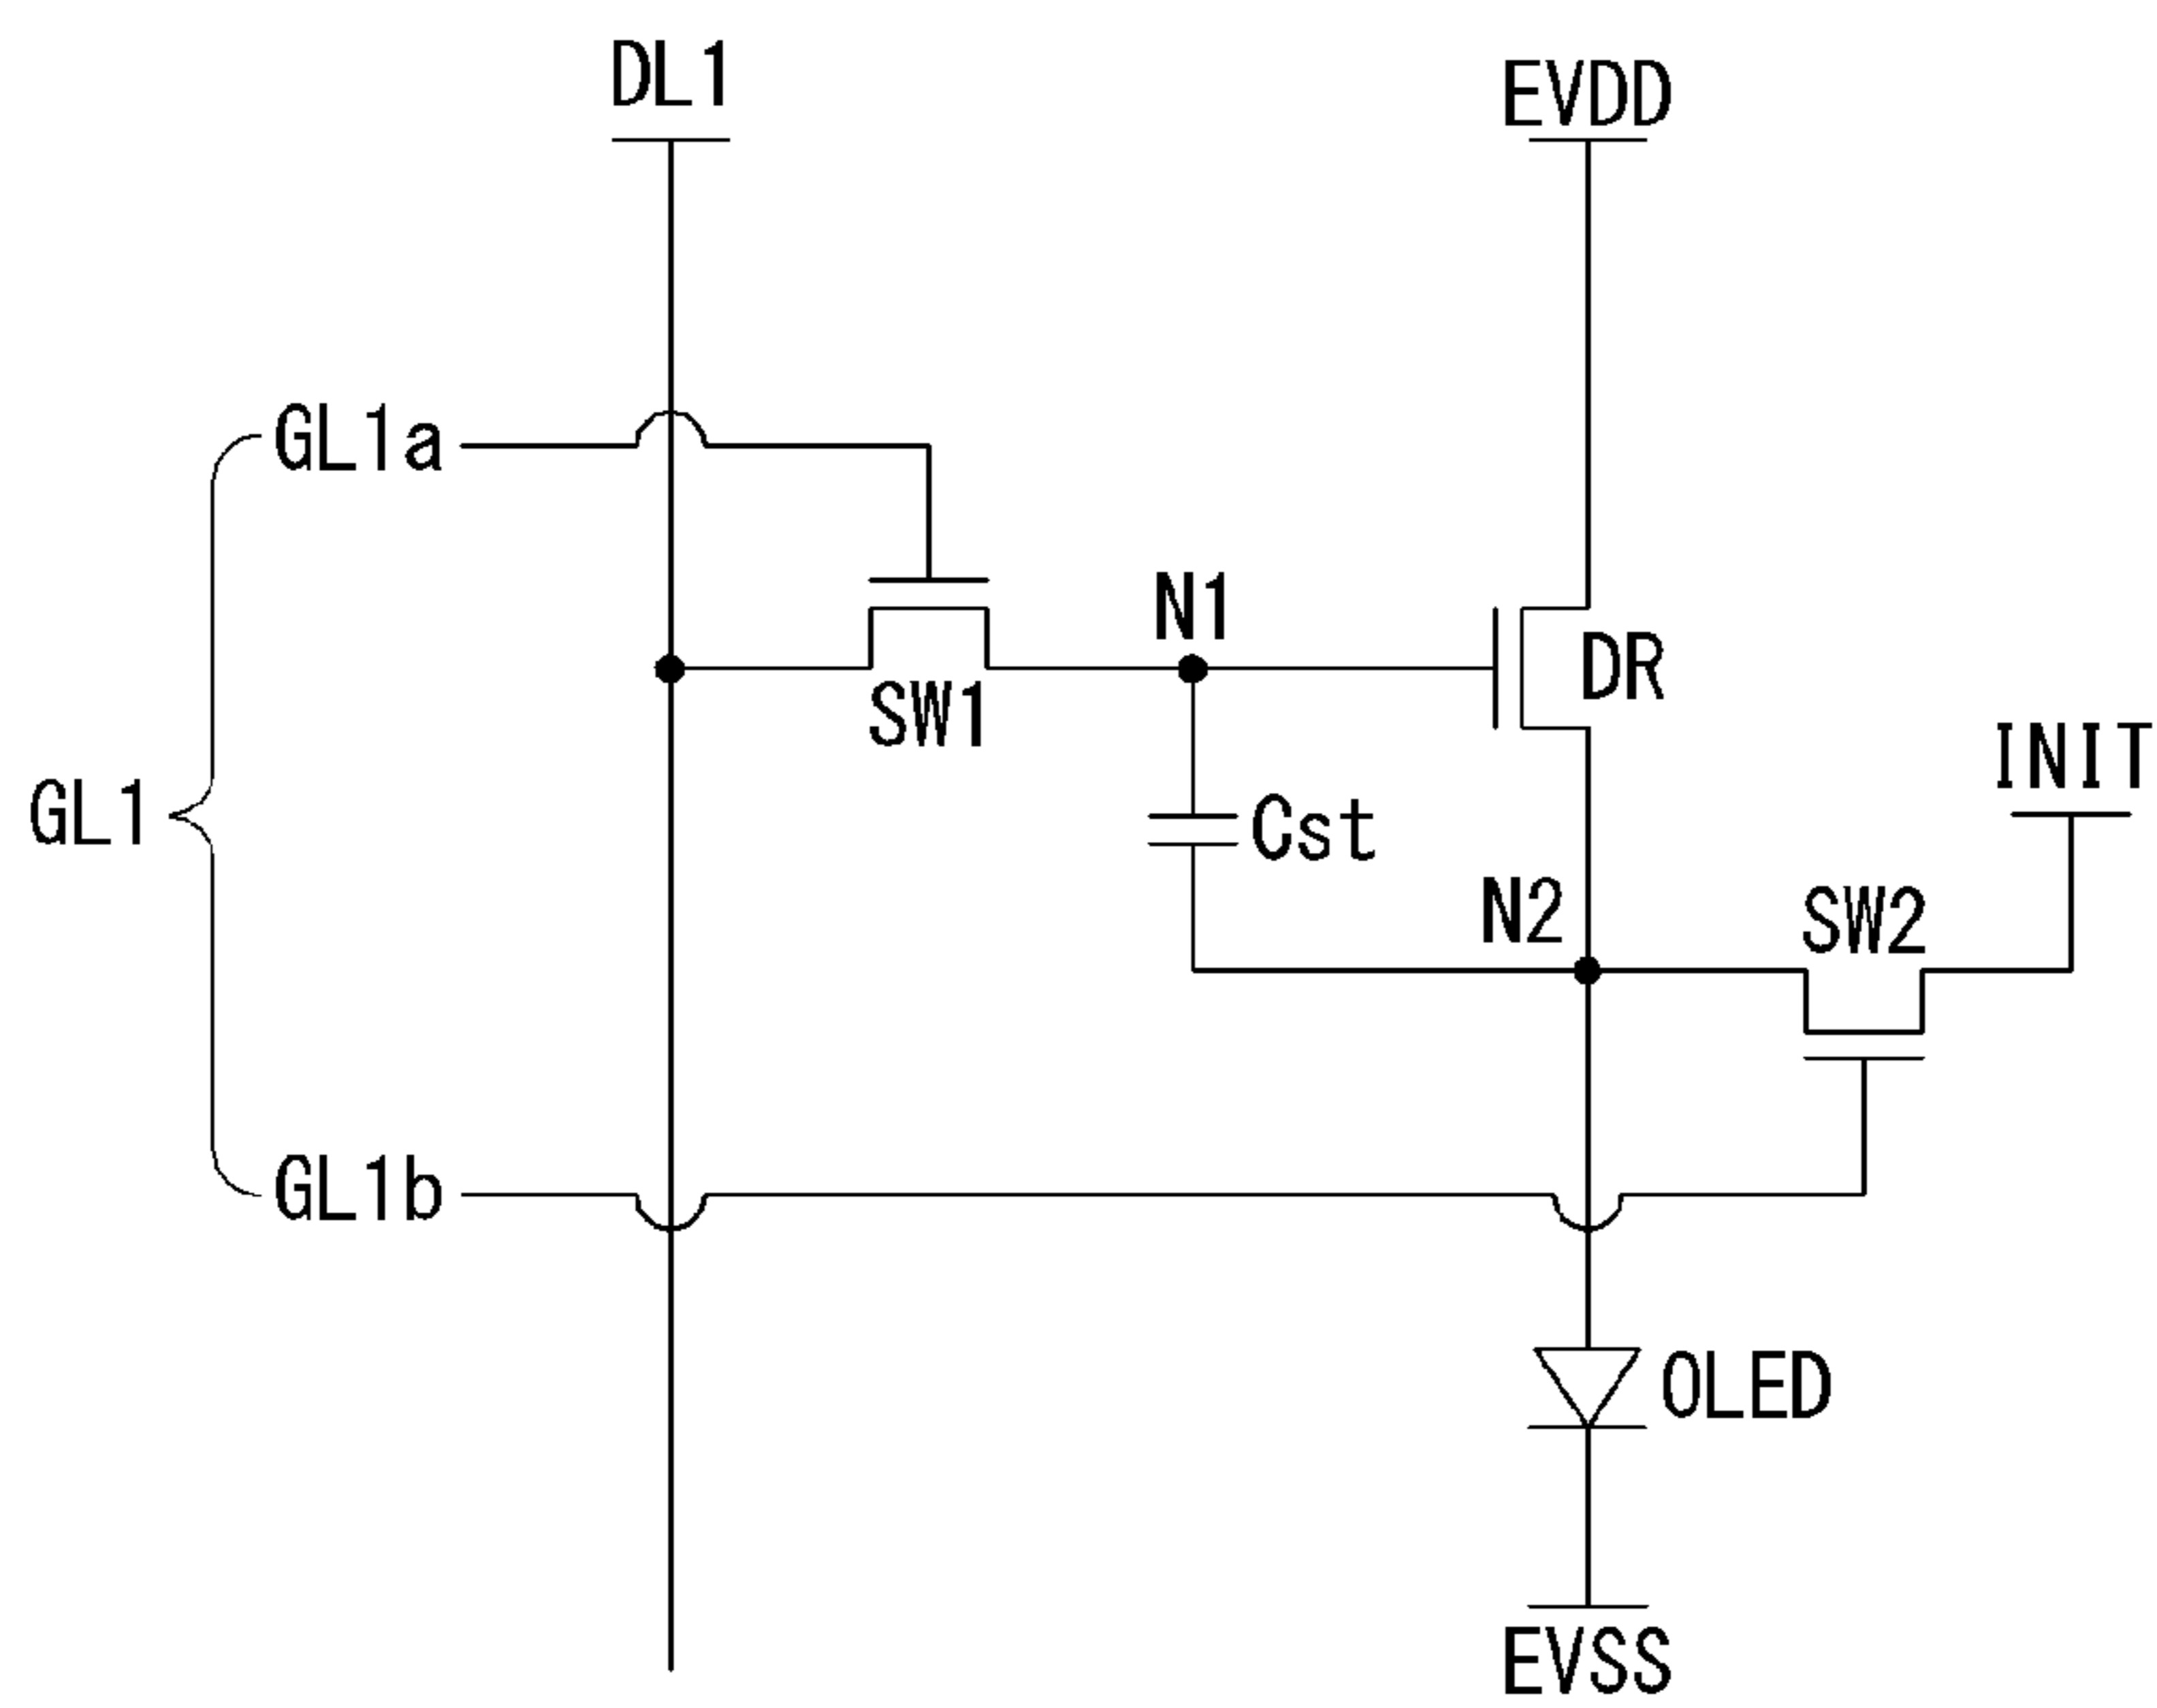 DL1
EVDD
GL1a
N1
DR
SW1
INIT
GL1
Cst
N2
SW2
GL1b
OLED
EVSS